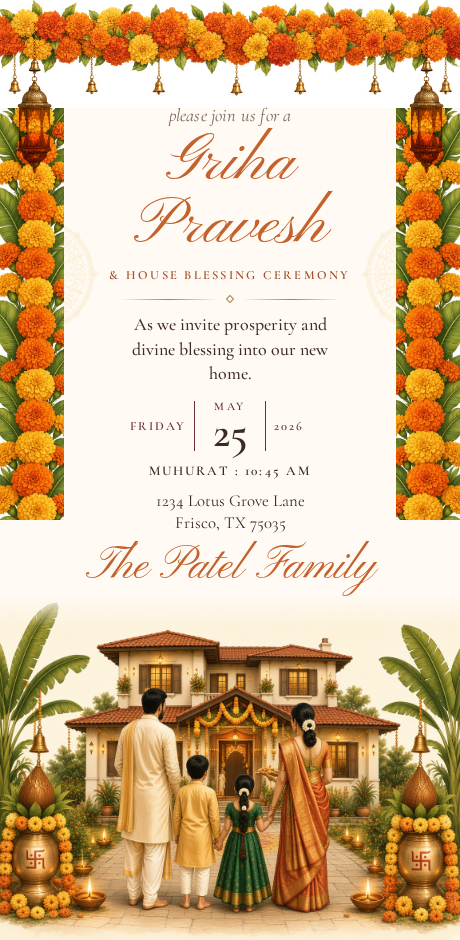 please join us for a
Griha
Pravesh
& HOUSE BLESSING CEREMONY
As we invite prosperity and
divine blessing into our new
home.
MAY
FRIDAY 25 2026
MUHURAT : 10:45 AM
1234 Lotus Grove Lane
Frisco, TX 75035
The Patel Family